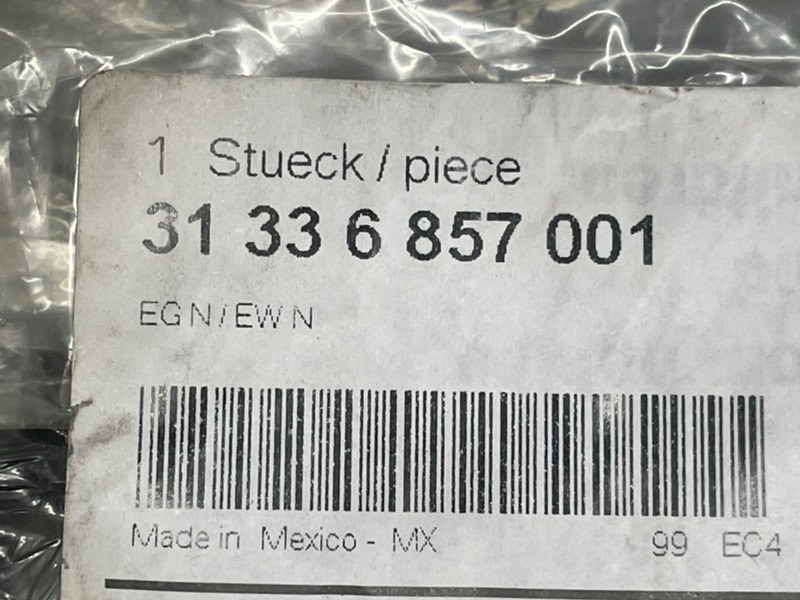 1 Stueck / piece
31 33 6 857 001
EG N / EW N
Made in Mexico - MX 99 EC4